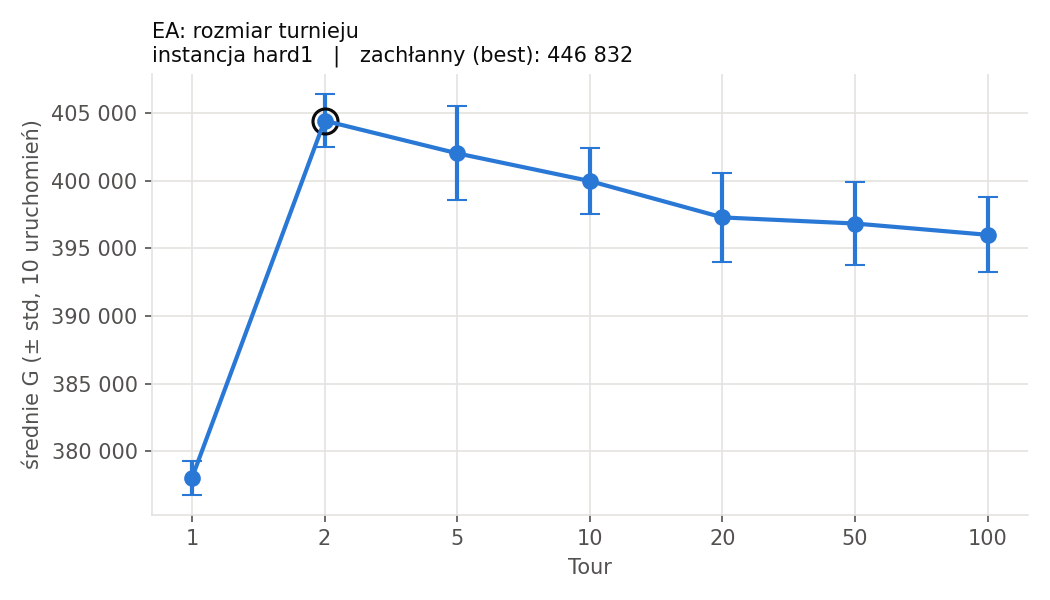 EA: rozmiar turnieju
instancja hard1 | zachłanny (best): 446 832
średnie G (± std, 10 uruchomień)
405 000
400 000
395 000
390 000
385 000
380 000
1 2 5 10 20 50 100
Tour